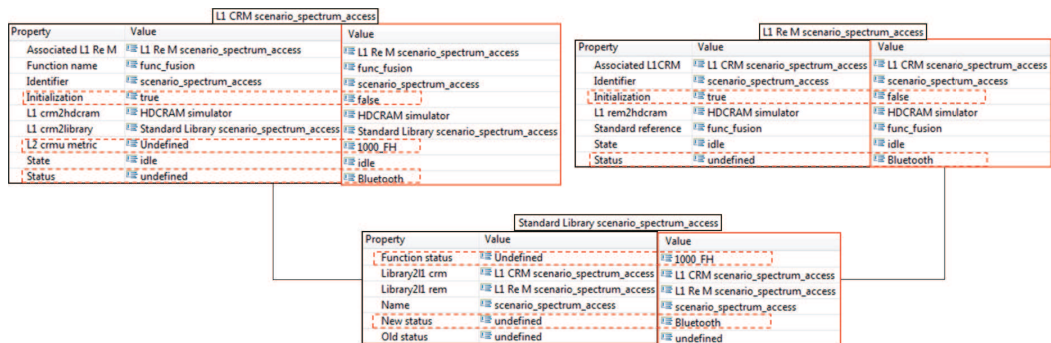 L1 CRM scenario_spectrum_access
Property Value Value
Associated L1 Re M L1 Re M scenario_spectrum_access L1 Re M scenario_spectrum_access
Function name func_fusion func_fusion
Identifier scenario_spectrum_access scenario_spectrum_access
Initialization true false
L1 crm2hdcram HDCRAM simulator HDCRAM simulator
L1 crm2library Standard Library scenario_spectrum_access Standard Library scenario_spectrum_access
L2 crmu metric Undefined 1000_FH
State idle idle
Status undefined Bluetooth
L1 Re M scenario_spectrum_access
Property Value Value
Associated L1CRM L1 CRM scenario_spectrum_access L1 CRM scenario_spectrum_access
Identifier scenario_spectrum_access scenario_spectrum_access
Initialization true false
L1 rem2hdcram HDCRAM simulator HDCRAM simulator
Standard reference func_fusion func_fusion
State idle idle
Status undefined Bluetooth
Standard Library scenario_spectrum_access
Property Value Value
Function status Undefined 1000_FH
Library2l1 crm L1 CRM scenario_spectrum_access L1 CRM scenario_spectrum_access
Library2l1 rem L1 Re M scenario_spectrum_access L1 Re M scenario_spectrum_access
Name scenario_spectrum_access scenario_spectrum_access
New status undefined Bluetooth
Old status undefined undefined